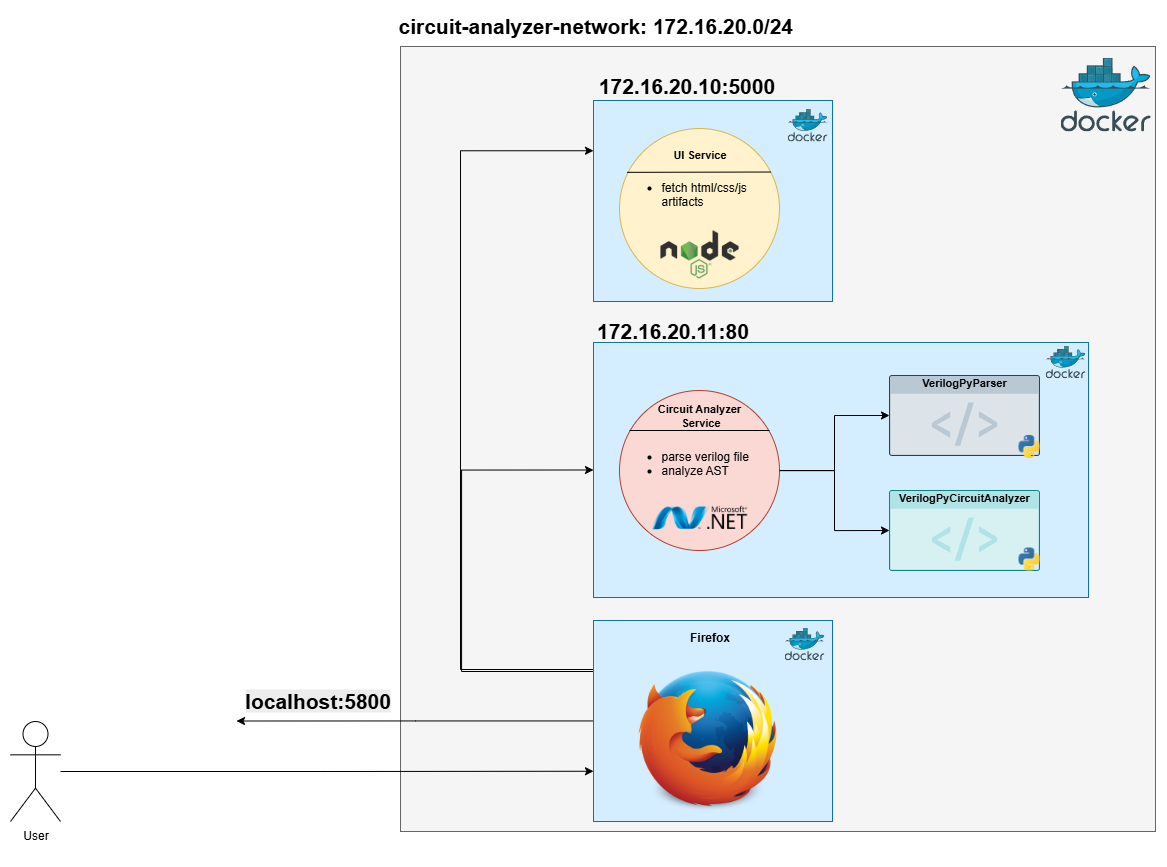 circuit-analyzer-network: 172.16.20.0/24
docker
172.16.20.10:5000
docker
UI Service
fetch html/css/js
artifacts
node
JS
172.16.20.11:80
docker
Circuit Analyzer
Service
parse verilog file
analyze AST
Microsoft®
.NET
VerilogPyParser
</>
VerilogPyCircuitAnalyzer
</>
Firefox
docker
localhost:5800
User